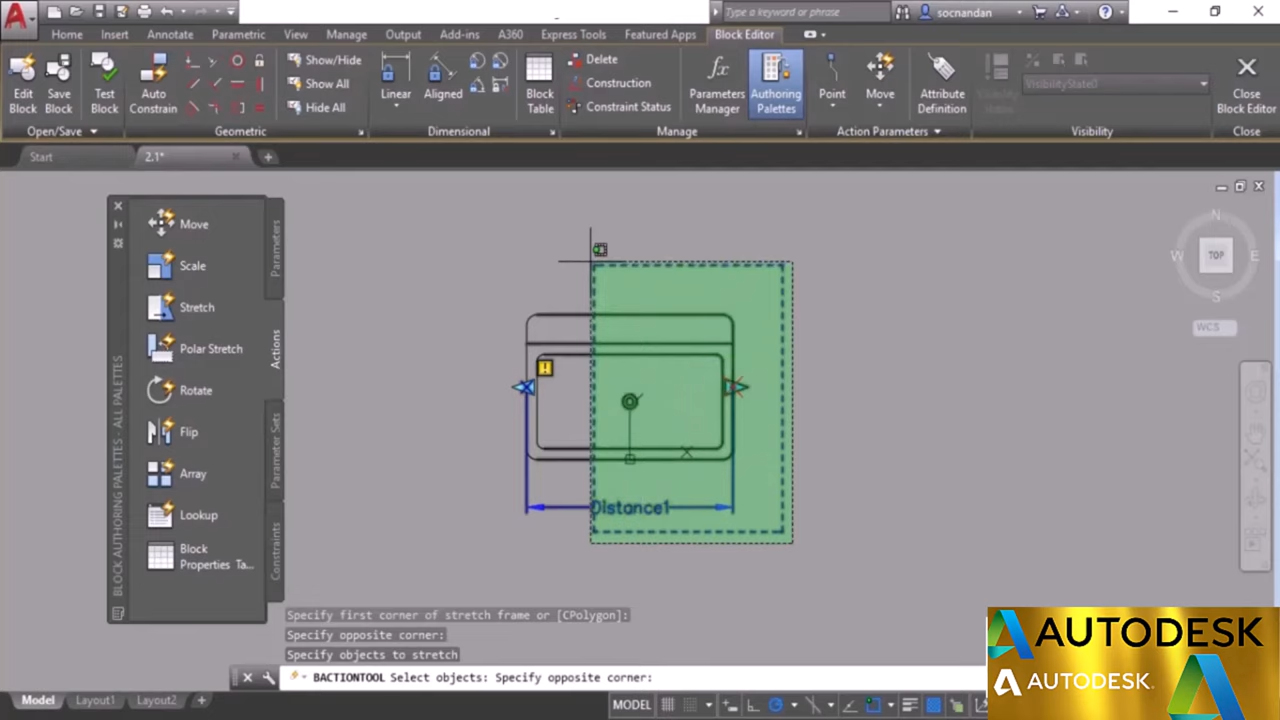 Type a keyword or phrase
socnandan
Home Insert Annotate Parametric View Manage Output Add-ins A360 Express Tools Featured Apps Block Editor
Edit Block
Save Block
Test Block
Auto Constrain
Show/Hide
Show All
Hide All
Linear
Aligned
Block Table
Delete
Construction
Constraint Status
Parameters Manager
Authoring Palettes
Point
Move
Attribute Definition
Visibility States
VisibilityState0
Close Block Editor
Open/Save Geometric Dimensional Manage Action Parameters Visibility Close
Start 2.1*
Move
Scale
Stretch
Polar Stretch
Rotate
Flip
Array
Lookup
Block
Properties Ta...
Parameters
Actions
Parameter Sets
Constraints
BLOCK AUTHORING PALETTES - ALL PALETTES
Distance1
N
W TOP E
S
WCS
Specify first corner of stretch frame or [CPolygon]:
Specify opposite corner:
Specify objects to stretch
BACTIONTOOL Select objects: Specify opposite corner:
Model Layout1 Layout2 +
MODEL
AUTODESK
AUTODESK.